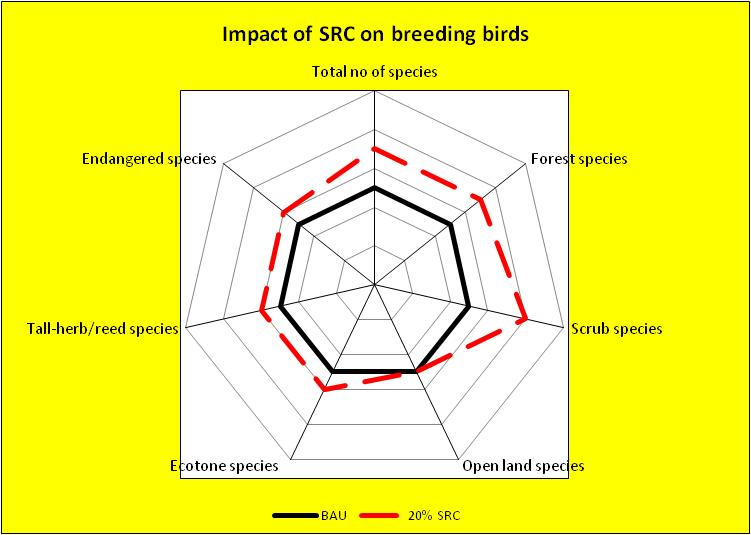 Impact of SRC on breeding birds
Total no of species
Endangered species
Forest species
Tall-herb/reed species
Scrub species
Ecotone species
Open land species
BAU
20% SRC